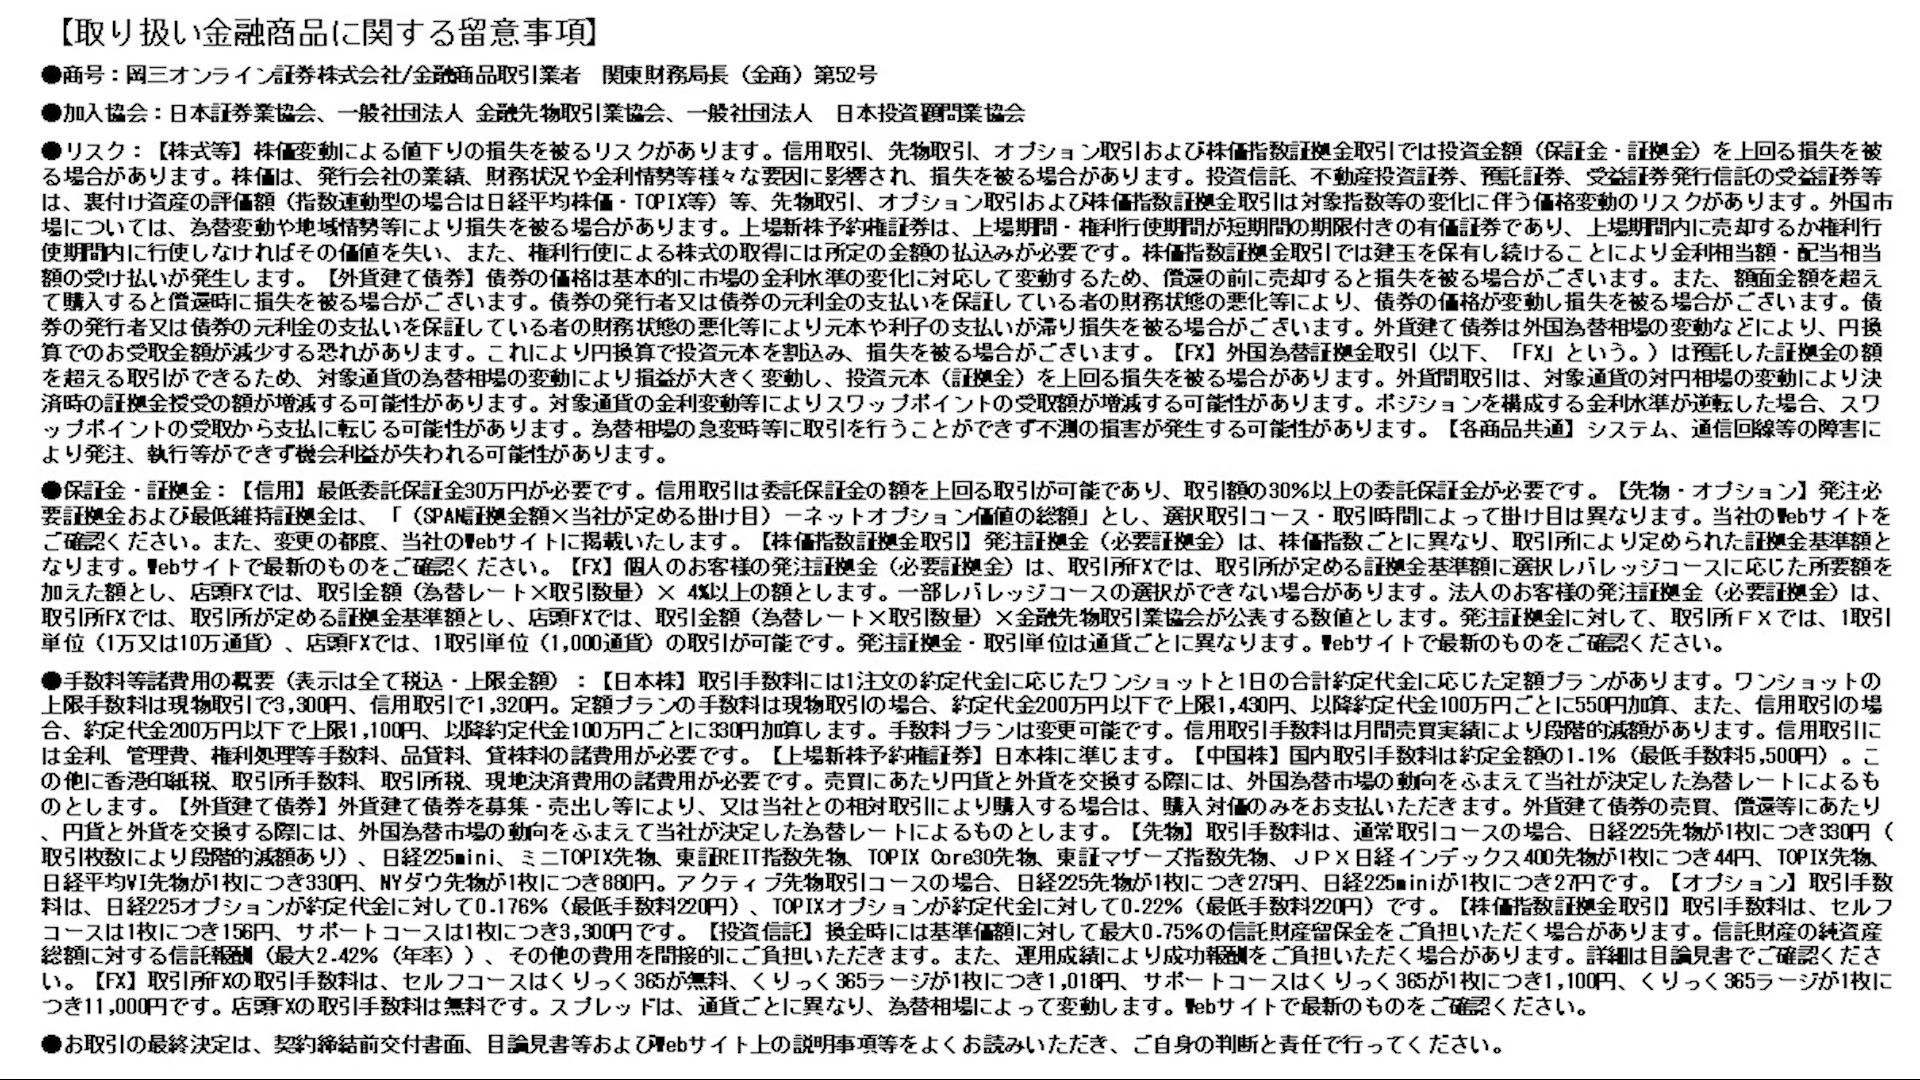 【取り扱い金融商品に関する留意事項】
●商号：岡三オンライン証券株式会社/金融商品取引業者　関東財務局長（金商）第52号
●加入協会：日本証券業協会、一般社団法人 金融先物取引業協会、一般社団法人　日本投資顧問業協会
●リスク：【株式等】株価変動による値下りの損失を被るリスクがあります。信用取引、先物取引、オプション取引および株価指数証拠金取引では投資金額（保証金・証拠金）を上回る損失を被
る場合があります。株価は、発行会社の業績、財務状況や金利情勢等様々な要因に影響され、損失を被る場合があります。投資信託、不動産投資証券、預託証券、受益証券発行信託の受益証券等
は、裏付け資産の評価額（指数連動型の場合は日経平均株価・TOPIX等）等、先物取引、オプション取引および株価指数証拠金取引は対象指数等の変化に伴う価格変動のリスクがあります。外国市
場については、為替変動や地域情勢等により損失を被る場合があります。上場新株予約権証券は、上場期間・権利行使期間が短期間の期限付きの有価証券であり、上場期間内に売却するか権利行
使期間内に行使しなければその価値を失い、また、権利行使による株式の取得には所定の金額の払込みが必要です。株価指数証拠金取引では建玉を保有し続けることにより金利相当額・配当相当
額の受け払いが発生します。【外貨建て債券】債券の価格は基本的に市場の金利水準の変化に対応して変動するため、償還の前に売却すると損失を被る場合がございます。また、額面金額を超え
て購入すると償還時に損失を被る場合がございます。債券の発行者又は債券の元利金の支払いを保証している者の財務状態の悪化等により、債券の価格が変動し損失を被る場合がございます。債
券の発行者又は債券の元利金の支払いを保証している者の財務状態の悪化等により元本や利子の支払いが滞り損失を被る場合がございます。外貨建て債券は外国為替相場の変動などにより、円換
算でのお受取金額が減少する恐れがあります。これにより円換算で投資元本を割込み、損失を被る場合がございます。【FX】外国為替証拠金取引（以下、「FX」という。）は預託した証拠金の額
を超える取引ができるため、対象通貨の為替相場の変動により損益が大きく変動し、投資元本（証拠金）を上回る損失を被る場合があります。外貨間取引は、対象通貨の対円相場の変動により決
済時の証拠金授受の額が増減する可能性があります。対象通貨の金利変動等によりスワップポイントの受取額が増減する可能性があります。ポジションを構成する金利水準が逆転した場合、スワ
ップポイントの受取から支払に転じる可能性があります。為替相場の急変時等に取引を行うことができず不測の損害が発生する可能性があります。【各商品共通】システム、通信回線等の障害に
より発注、執行等ができず機会利益が失われる可能性があります。
●保証金・証拠金：【信用】最低委託保証金30万円が必要です。信用取引は委託保証金の額を上回る取引が可能であり、取引額の30%以上の委託保証金が必要です。【先物・オプション】発注必
要証拠金および最低維持証拠金は、「（SPAN証拠金額×当社が定める掛け目）－ネットオプション価値の総額」とし、選択取引コース・取引時間によって掛け目は異なります。当社のWebサイトを
ご確認ください。また、変更の都度、当社のWebサイトに掲載いたします。【株価指数証拠金取引】発注証拠金（必要証拠金）は、株価指数ごとに異なり、取引所により定められた証拠金基準額と
なります。Webサイトで最新のものをご確認ください。【FX】個人のお客様の発注証拠金（必要証拠金）は、取引所FXでは、取引所が定める証拠金基準額に選択レバレッジコースに応じた所要額を
加えた額とし、店頭FXでは、取引金額（為替レート×取引数量）× 4%以上の額とします。一部レバレッジコースの選択ができない場合があります。法人のお客様の発注証拠金（必要証拠金）は、
取引所FXでは、取引所が定める証拠金基準額とし、店頭FXでは、取引金額（為替レート×取引数量）×金融先物取引業協会が公表する数値とします。発注証拠金に対して、取引所ＦＸでは、1取引
単位（1万又は10万通貨）、店頭FXでは、1取引単位（1,000通貨）の取引が可能です。発注証拠金・取引単位は通貨ごとに異なります。Webサイトで最新のものをご確認ください。
●手数料等諸費用の概要（表示は全て税込・上限金額）：【日本株】取引手数料には1注文の約定代金に応じたワンショットと1日の合計約定代金に応じた定額プランがあります。ワンショットの
上限手数料は現物取引で3,300円、信用取引で1,320円。定額プランの手数料は現物取引の場合、約定代金200万円以下で上限1,430円、以降約定代金100万円ごとに550円加算、また、信用取引の場
合、約定代金200万円以下で上限1,100円、以降約定代金100万円ごとに330円加算します。手数料プランは変更可能です。信用取引手数料は月間売買実績により段階的減額があります。信用取引に
は金利、管理費、権利処理等手数料、品貸料、貸株料の諸費用が必要です。【上場新株予約権証券】日本株に準じます。【中国株】国内取引手数料は約定金額の1.1%（最低手数料5,500円）。こ
の他に香港印紙税、取引所手数料、取引所税、現地決済費用の諸費用が必要です。売買にあたり円貨と外貨を交換する際には、外国為替市場の動向をふまえて当社が決定した為替レートによるも
のとします。【外貨建て債券】外貨建て債券を募集・売出し等により、又は当社との相対取引により購入する場合は、購入対価のみをお支払いただきます。外貨建て債券の売買、償還等にあたり
、円貨と外貨を交換する際には、外国為替市場の動向をふまえて当社が決定した為替レートによるものとします。【先物】取引手数料は、通常取引コースの場合、日経225先物が1枚につき330円（
取引枚数により段階的減額あり）、日経225mini、ミニTOPIX先物、東証REIT指数先物、TOPIX Core30先物、東証マザーズ指数先物、ＪＰＸ日経インデックス400先物が1枚につき44円、TOPIX先物、
日経平均VI先物が1枚につき330円、NYダウ先物が1枚につき880円。アクティブ先物取引コースの場合、日経225先物が1枚につき275円、日経225miniが1枚につき27円です。【オプション】取引手数
料は、日経225オプションが約定代金に対して0.176%（最低手数料220円）、TOPIXオプションが約定代金に対して0.22%（最低手数料220円）です。【株価指数証拠金取引】取引手数料は、セルフ
コースは1枚につき156円、サポートコースは1枚につき3,300円です。【投資信託】換金時には基準価額に対して最大0.75%の信託財産留保金をご負担いただく場合があります。信託財産の純資産
総額に対する信託報酬（最大2.42%（年率））、その他の費用を間接的にご負担いただきます。また、運用成績により成功報酬をご負担いただく場合があります。詳細は目論見書でご確認くださ
い。【FX】取引所FXの取引手数料は、セルフコースはくりっく365が無料、くりっく365ラージが1枚につき1,018円、サポートコースはくりっく365が1枚につき1,100円、くりっく365ラージが1枚に
つき11,000円です。店頭FXの取引手数料は無料です。スプレッドは、通貨ごとに異なり、為替相場によって変動します。Webサイトで最新のものをご確認ください。
●お取引の最終決定は、契約締結前交付書面、目論見書等およびWebサイト上の説明事項等をよくお読みいただき、ご自身の判断と責任で行ってください。